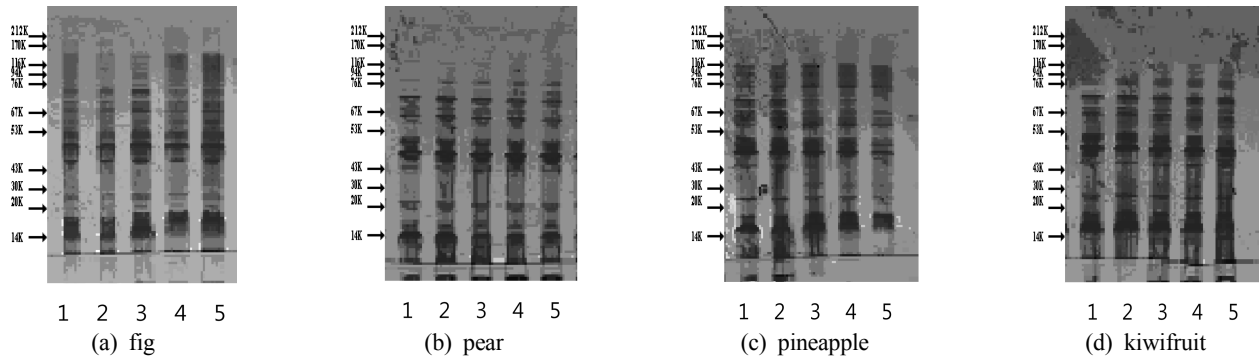 212K
170K
116K
94K
76K
67K
53K
43K
30K
20K
14K
1 2 3 4 5
(a) fig
212K
170K
116K
94K
76K
67K
53K
43K
30K
20K
14K
1 2 3 4 5
(b) pear
212K
170K
116K
94K
76K
67K
53K
43K
30K
20K
14K
1 2 3 4 5
(c) pineapple
212K
170K
116K
94K
76K
67K
53K
43K
30K
20K
14K
1 2 3 4 5
(d) kiwifruit